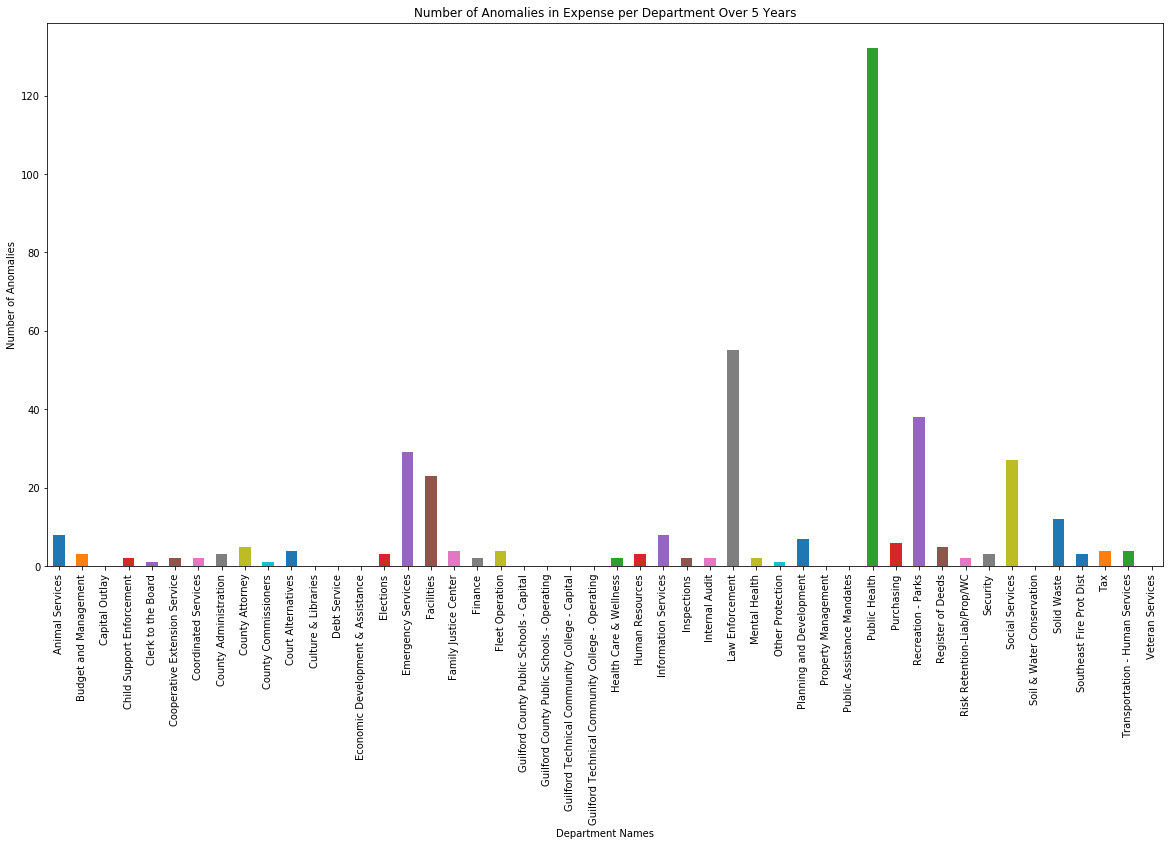 Number of Anomalies in Expense per Department Over 5 Years
Number of Anomalies
120
100
80
60
40
20
0
Animal Services
Budget and Management
Capital Outlay
Child Support Enforcement
Clerk to the Board
Cooperative Extension Service
Coordinated Services
County Administration
County Attorney
County Commissioners
Court Alternatives
Culture & Libraries
Debt Service
Economic Development & Assistance
Elections
Emergency Services
Facilities
Family Justice Center
Finance
Fleet Operation
Guilford County Public Schools - Capital
Guilford County Public Schools - Operating
Guilford Technical Community College - Capital
Guilford Technical Community College - Operating
Health Care & Wellness
Human Resources
Information Services
Inspections
Internal Audit
Law Enforcement
Mental Health
Other Protection
Planning and Development
Property Management
Public Assistance Mandates
Public Health
Purchasing
Recreation - Parks
Register of Deeds
Risk Retention-Liab/Prop/WC
Security
Social Services
Soil & Water Conservation
Solid Waste
Southeast Fire Prot Dist
Tax
Transportation - Human Services
Veteran Services
Department Names